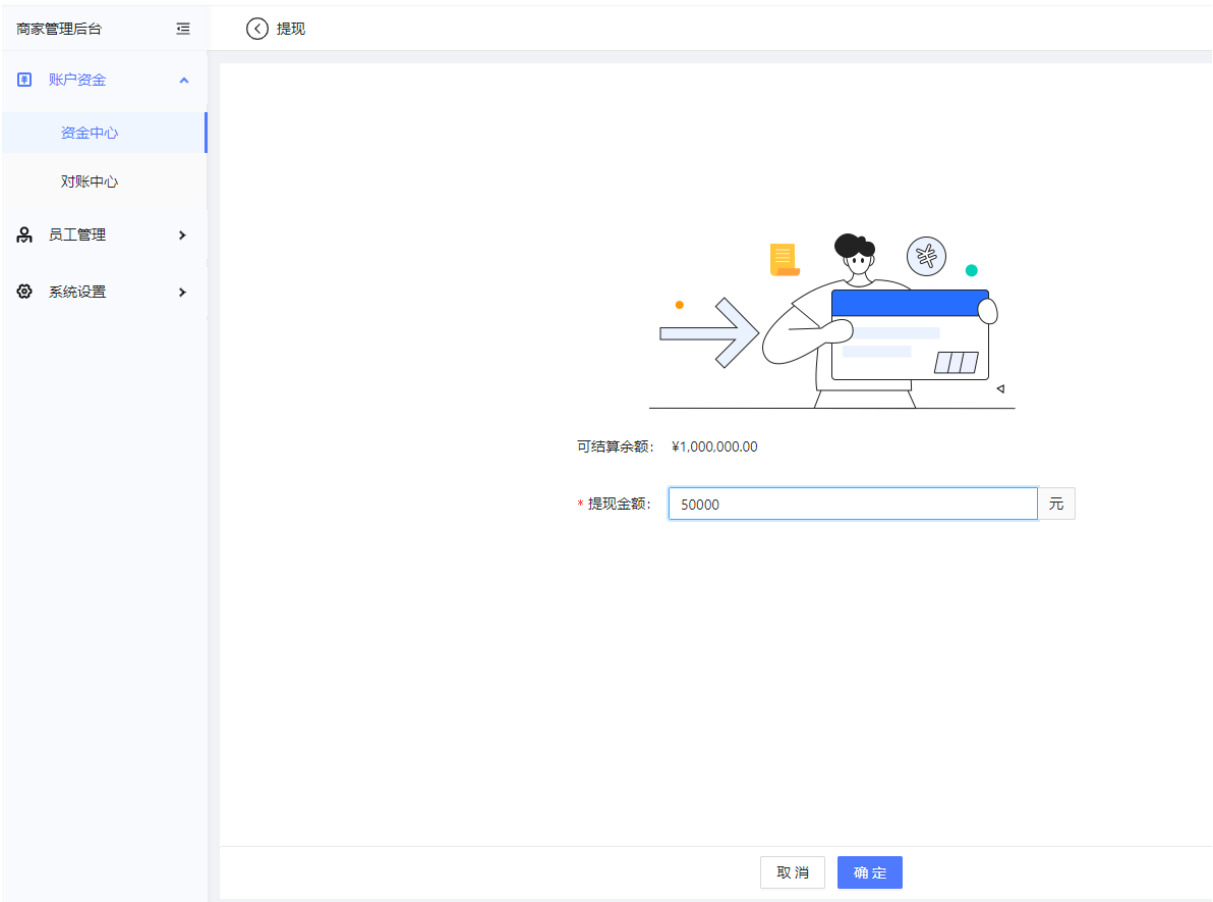 商家管理后台
提现
账户资金
资金中心
对账中心
员工管理
系统设置
可结算余额： ¥1,000,000.00
* 提现金额： 50000 元
取 消 确 定